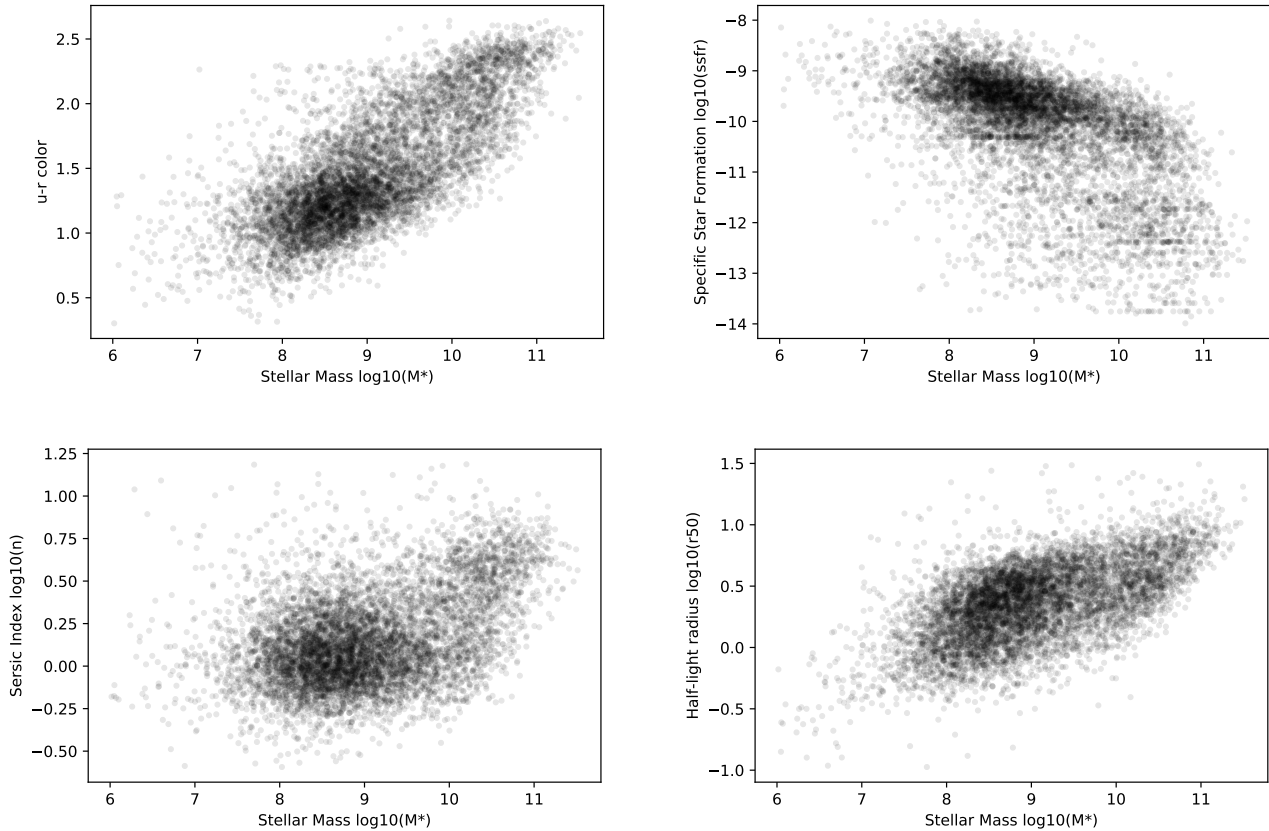 2.5
2.0
1.5
1.0
0.5
u-r color
6 7 8 9 10 11
Stellar Mass log10(M*)
−8
−9
−10
−11
−12
−13
−14
Specific Star Formation log10(ssfr)
6 7 8 9 10 11
Stellar Mass log10(M*)
1.25
1.00
0.75
0.50
0.25
0.00
−0.25
−0.50
Sersic Index log10(n)
6 7 8 9 10 11
Stellar Mass log10(M*)
1.5
1.0
0.5
0.0
−0.5
−1.0
Half-light radius log10(r50)
6 7 8 9 10 11
Stellar Mass log10(M*)